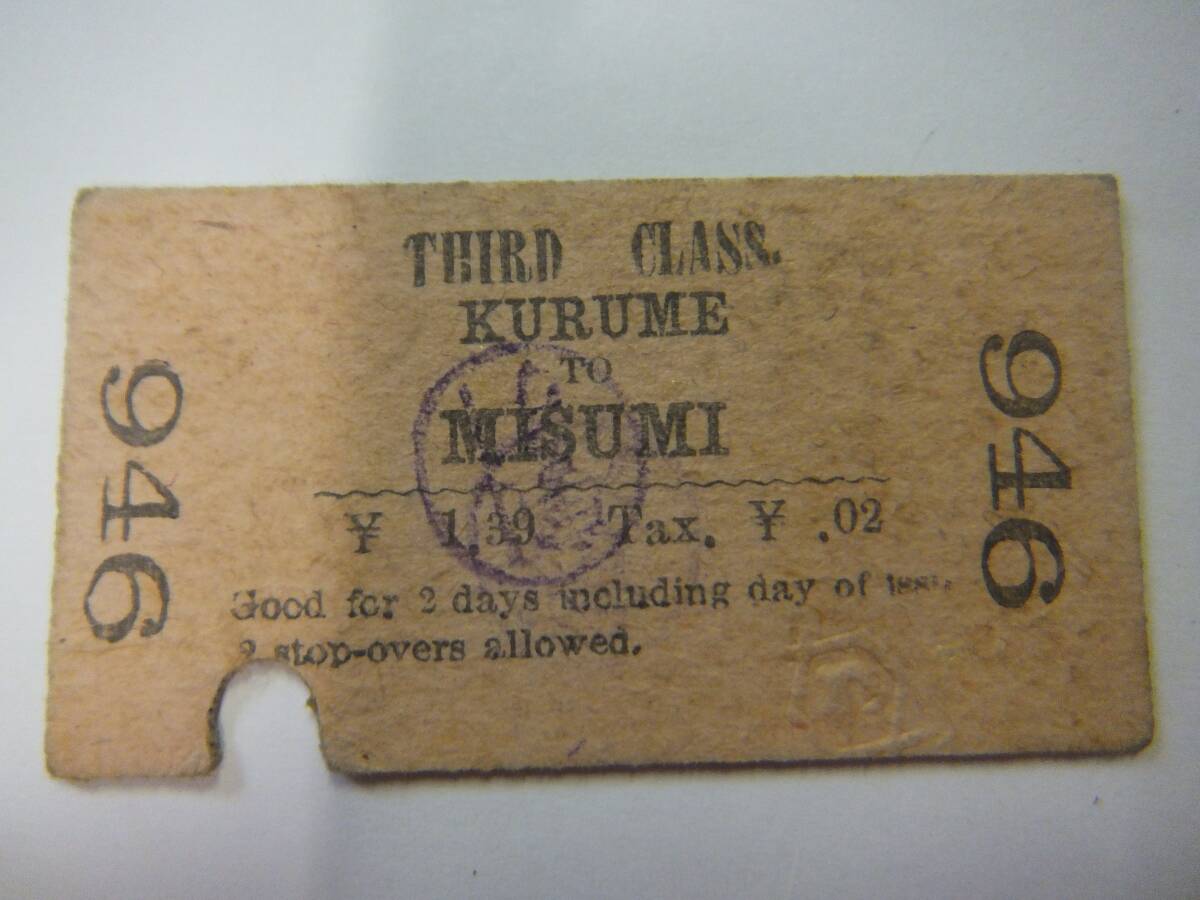 THIRD CLASS.
KURUME
TO
MISUMI
¥ 1.39 Tax. ¥ .02
Good for 2 days including day of
stop-overs allowed.
946
946